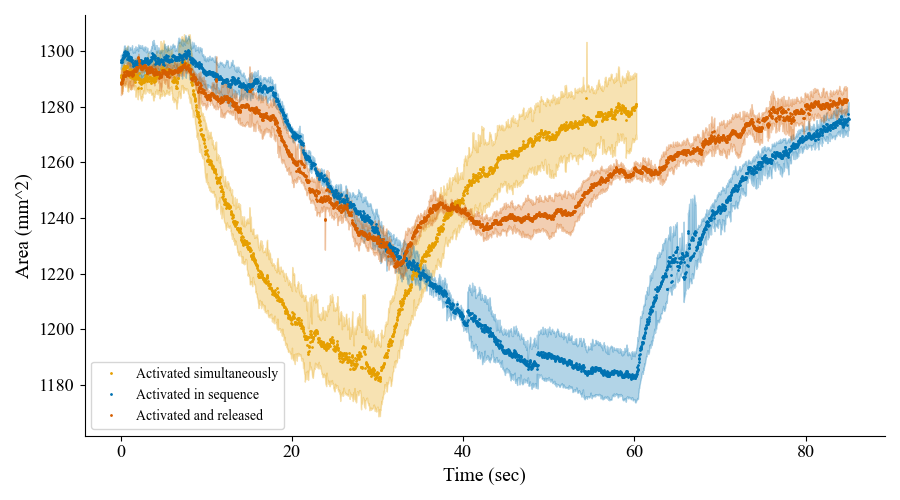 1300
1280
1260
1240
1220
1200
1180
Area (mm^2)
Activated simultaneously
Activated in sequence
Activated and released
0 20 40 60 80
Time (sec)